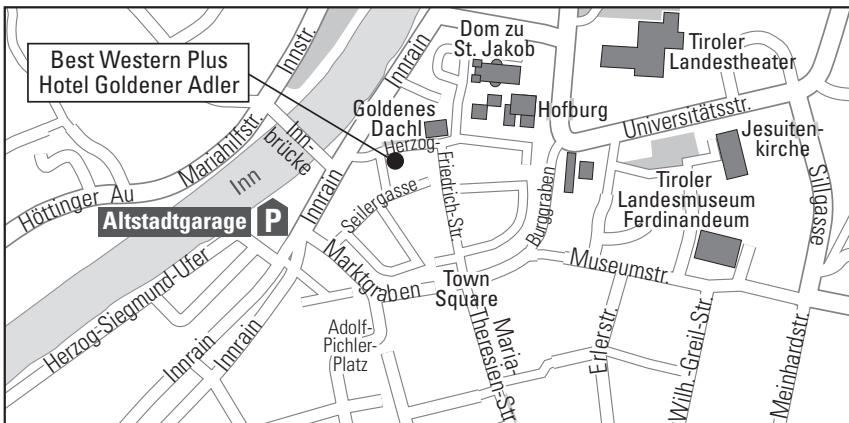 Best Western Plus
Hotel Goldener Adler
Innstr.
Innrain
Dom zu
St. Jakob
Tiroler
Landestheater
Goldenes
Dachl
Hofburg
Universitätsstr.
Jesuiten-
kirche
Mariahilfstr.
Inn-
brücke
Herzog-
Friedrich-Str.
Höttinger Au
Inn
Innrain
Seilergasse
Burggraben
Tiroler
Landesmuseum
Ferdinandeum
Sillgasse
Altstadtgarage P
Herzog-Siegmund-Ufer
Marktgraben
Town
Square
Museumstr.
Adolf-
Pichler-
Platz
Innrain
Innrain
Maria-
Theresien-Str.
Erlerstr.
Wilh.-Greil-Str.
Meinhardstr.